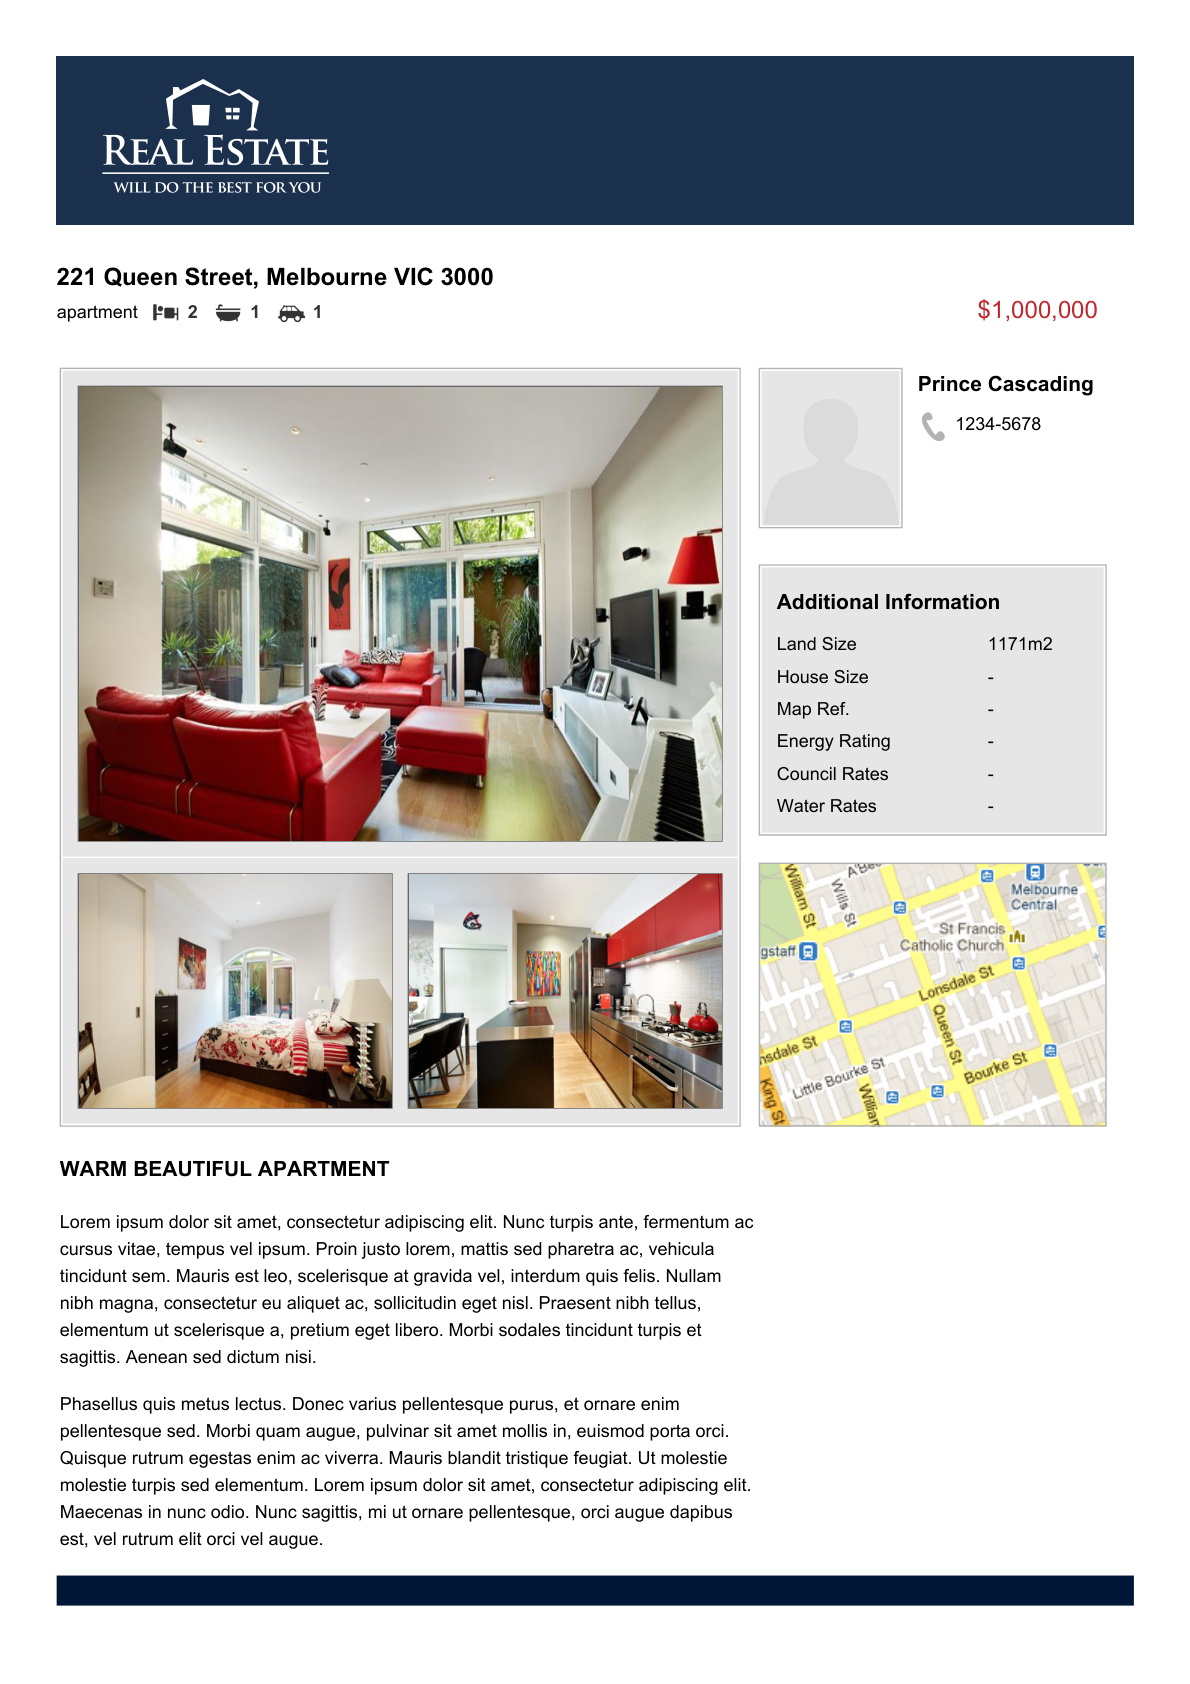 REAL ESTATE
WILL DO THE BEST FOR YOU
221 Queen Street, Melbourne VIC 3000
apartment 2 1 1
$1,000,000
Prince Cascading
1234-5678
Additional Information
Land Size 1171m2
House Size -
Map Ref. -
Energy Rating -
Council Rates -
Water Rates -
William St
Wills St
A'Bec
Melbourne
Central
St Francis
Catholic Church
gstaff
Lonsdale St
Queen St
nsdale St
Little Bourke St
Bourke St
King St
William
WARM BEAUTIFUL APARTMENT
Lorem ipsum dolor sit amet, consectetur adipiscing elit. Nunc turpis ante, fermentum ac
cursus vitae, tempus vel ipsum. Proin justo lorem, mattis sed pharetra ac, vehicula
tincidunt sem. Mauris est leo, scelerisque at gravida vel, interdum quis felis. Nullam
nibh magna, consectetur eu aliquet ac, sollicitudin eget nisl. Praesent nibh tellus,
elementum ut scelerisque a, pretium eget libero. Morbi sodales tincidunt turpis et
sagittis. Aenean sed dictum nisi.
Phasellus quis metus lectus. Donec varius pellentesque purus, et ornare enim
pellentesque sed. Morbi quam augue, pulvinar sit amet mollis in, euismod porta orci.
Quisque rutrum egestas enim ac viverra. Mauris blandit tristique feugiat. Ut molestie
molestie turpis sed elementum. Lorem ipsum dolor sit amet, consectetur adipiscing elit.
Maecenas in nunc odio. Nunc sagittis, mi ut ornare pellentesque, orci augue dapibus
est, vel rutrum elit orci vel augue.